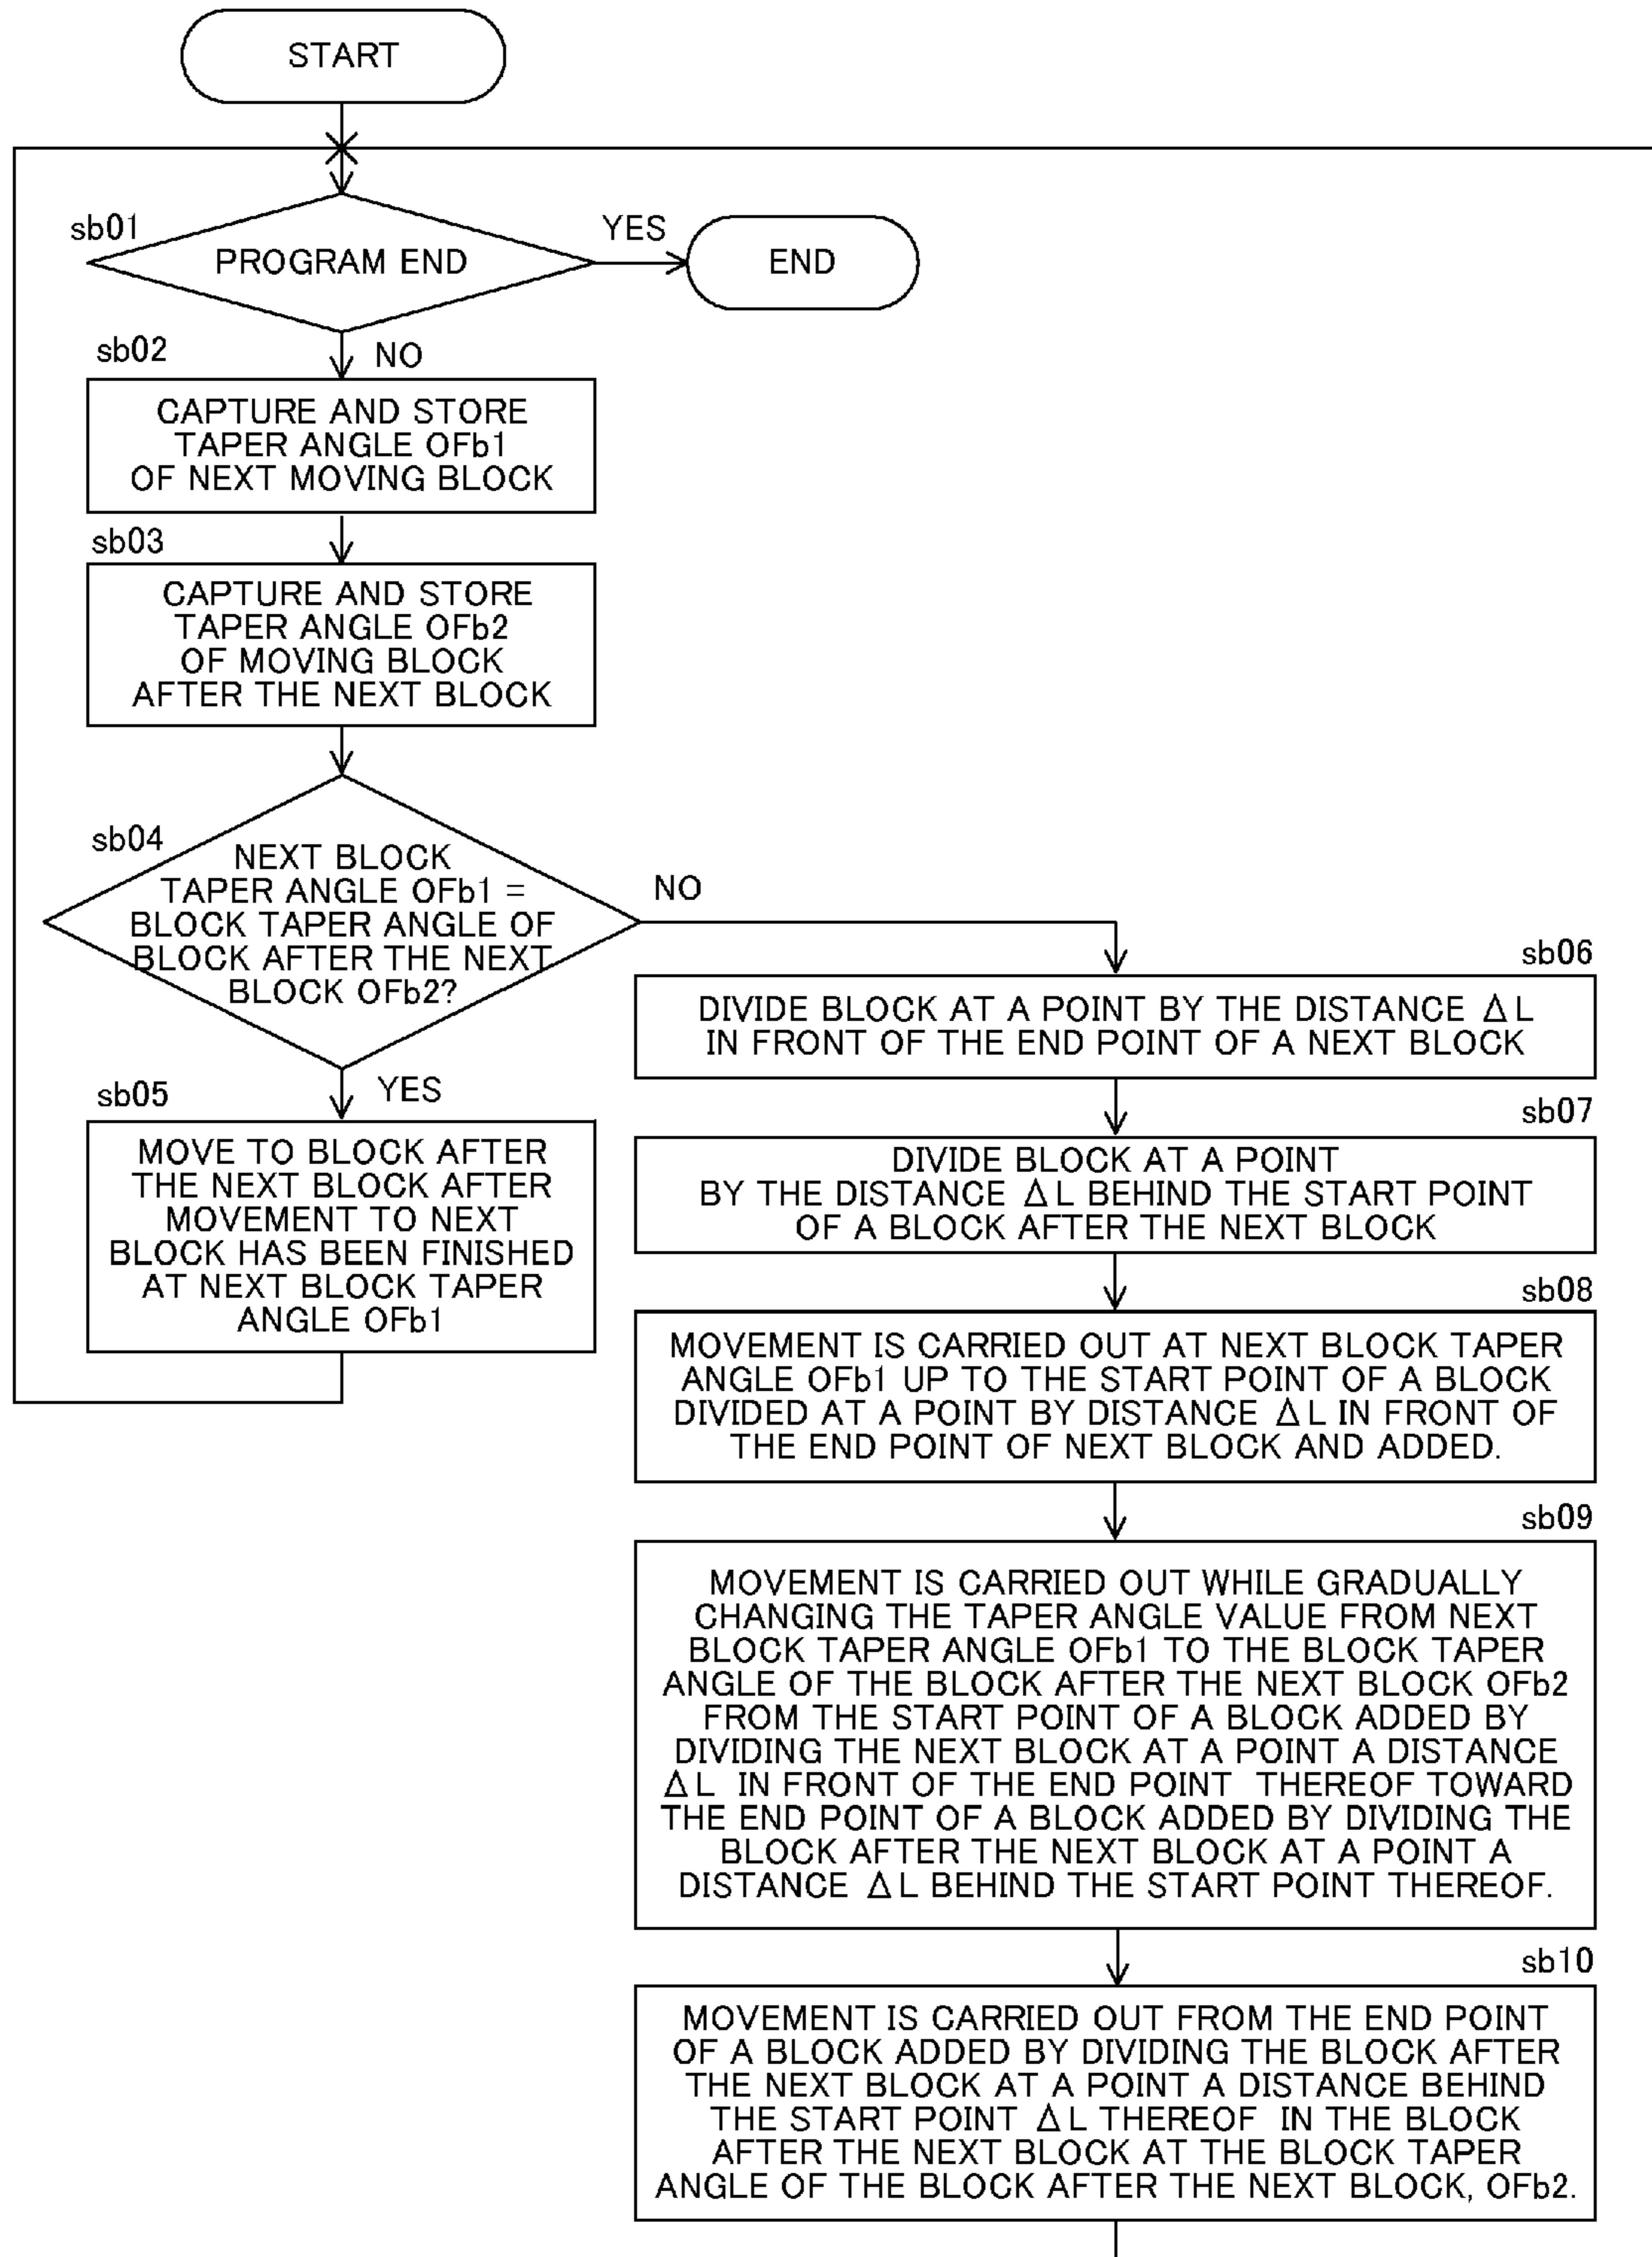 START
sb01
PROGRAM END
YES
END
sb02
NO
CAPTURE AND STORE
TAPER ANGLE OFb1
OF NEXT MOVING BLOCK
sb03
CAPTURE AND STORE
TAPER ANGLE OFb2
OF MOVING BLOCK
AFTER THE NEXT BLOCK
sb04
NEXT BLOCK
TAPER ANGLE OFb1 =
BLOCK TAPER ANGLE OF
BLOCK AFTER THE NEXT
BLOCK OFb2?
NO
YES
sb05
MOVE TO BLOCK AFTER
THE NEXT BLOCK AFTER
MOVEMENT TO NEXT
BLOCK HAS BEEN FINISHED
AT NEXT BLOCK TAPER
ANGLE OFb1
sb06
DIVIDE BLOCK AT A POINT BY THE DISTANCE ΔL
IN FRONT OF THE END POINT OF A NEXT BLOCK
sb07
DIVIDE BLOCK AT A POINT
BY THE DISTANCE ΔL BEHIND THE START POINT
OF A BLOCK AFTER THE NEXT BLOCK
sb08
MOVEMENT IS CARRIED OUT AT NEXT BLOCK TAPER
ANGLE OFb1 UP TO THE START POINT OF A BLOCK
DIVIDED AT A POINT BY DISTANCE ΔL IN FRONT OF
THE END POINT OF NEXT BLOCK AND ADDED.
sb09
MOVEMENT IS CARRIED OUT WHILE GRADUALLY
CHANGING THE TAPER ANGLE VALUE FROM NEXT
BLOCK TAPER ANGLE OFb1 TO THE BLOCK TAPER
ANGLE OF THE BLOCK AFTER THE NEXT BLOCK OFb2
FROM THE START POINT OF A BLOCK ADDED BY
DIVIDING THE NEXT BLOCK AT A POINT A DISTANCE
ΔL IN FRONT OF THE END POINT THEREOF TOWARD
THE END POINT OF A BLOCK ADDED BY DIVIDING THE
BLOCK AFTER THE NEXT BLOCK AT A POINT A
DISTANCE ΔL BEHIND THE START POINT THEREOF.
sb10
MOVEMENT IS CARRIED OUT FROM THE END POINT
OF A BLOCK ADDED BY DIVIDING THE BLOCK AFTER
THE NEXT BLOCK AT A POINT A DISTANCE BEHIND
THE START POINT ΔL THEREOF IN THE BLOCK
AFTER THE NEXT BLOCK AT THE BLOCK TAPER
ANGLE OF THE BLOCK AFTER THE NEXT BLOCK, OFb2.